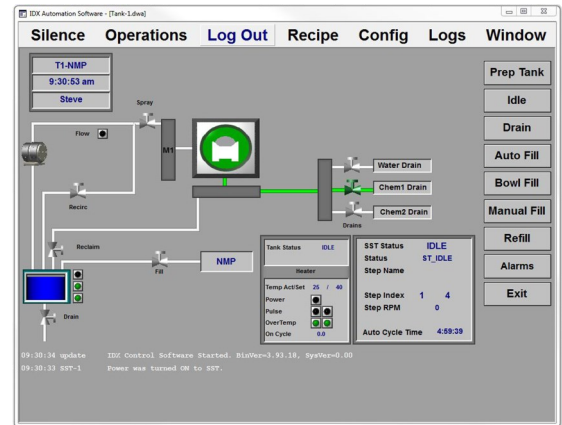 IDX Automation Software - [Tank-1.dwa]
Silence Operations Log Out Recipe Config Logs Window
T1-NMP
9:30:53 am
Steve
Spray
Flow
M1
Recirc
Reclaim
Fill
NMP
Drain
Water Drain
Chem1 Drain
Chem2 Drain
Drains
Tank Status IDLE
Heater
Temp Act/Set 25 / 40
Power
Pulse
OverTemp
On Cycle 0.0
SST Status IDLE
Status ST_IDLE
Step Name
Step Index 1 4
Step RPM 0
Auto Cycle Time 4:59:39
Prep Tank
Idle
Drain
Auto Fill
Bowl Fill
Manual Fill
Refill
Alarms
Exit
09:30:34 update IDX Control Software Started. BinVer=3.93.18, SysVer=0.00
09:30:33 SST-1 Power was turned ON to SST.